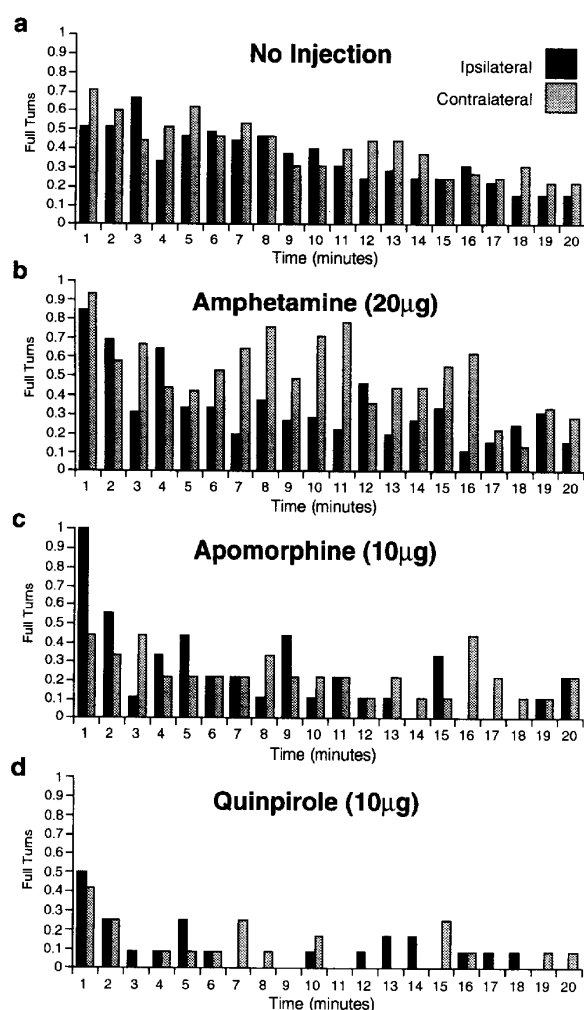 a
No Injection
Ipsilateral
Contralateral
Full Turns
1
0.9
0.8
0.7
0.6
0.5
0.4
0.3
0.2
0.1
0
1 2 3 4 5 6 7 8 9 10 11 12 13 14 15 16 17 18 19 20
Time (minutes)
b
Amphetamine (20μg)
Full Turns
1
0.9
0.8
0.7
0.6
0.5
0.4
0.3
0.2
0.1
0
1 2 3 4 5 6 7 8 9 10 11 12 13 14 15 16 17 18 19 20
Time (minutes)
c
Apomorphine (10μg)
Full Turns
1
0.9
0.8
0.7
0.6
0.5
0.4
0.3
0.2
0.1
0
1 2 3 4 5 6 7 8 9 10 11 12 13 14 15 16 17 18 19 20
Time (minutes)
d
Quinpirole (10μg)
Full Turns
1
0.9
0.8
0.7
0.6
0.5
0.4
0.3
0.2
0.1
0
1 2 3 4 5 6 7 8 9 10 11 12 13 14 15 16 17 18 19 20
Time (minutes)